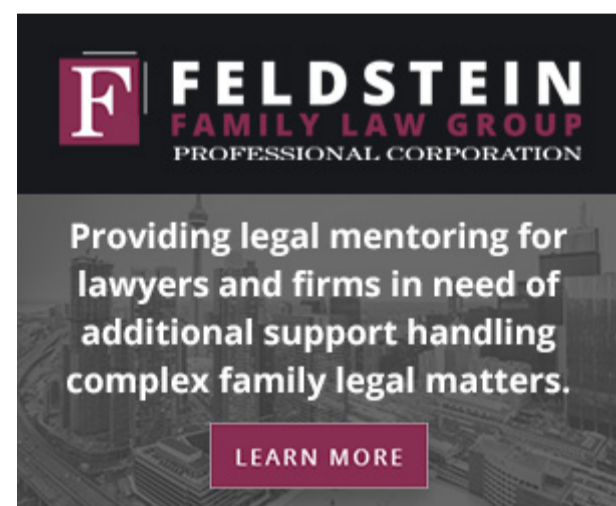 F FELDSTEIN
FAMILY LAW GROUP
PROFESSIONAL CORPORATION
Providing legal mentoring for
lawyers and firms in need of
additional support handling
complex family legal matters.
LEARN MORE